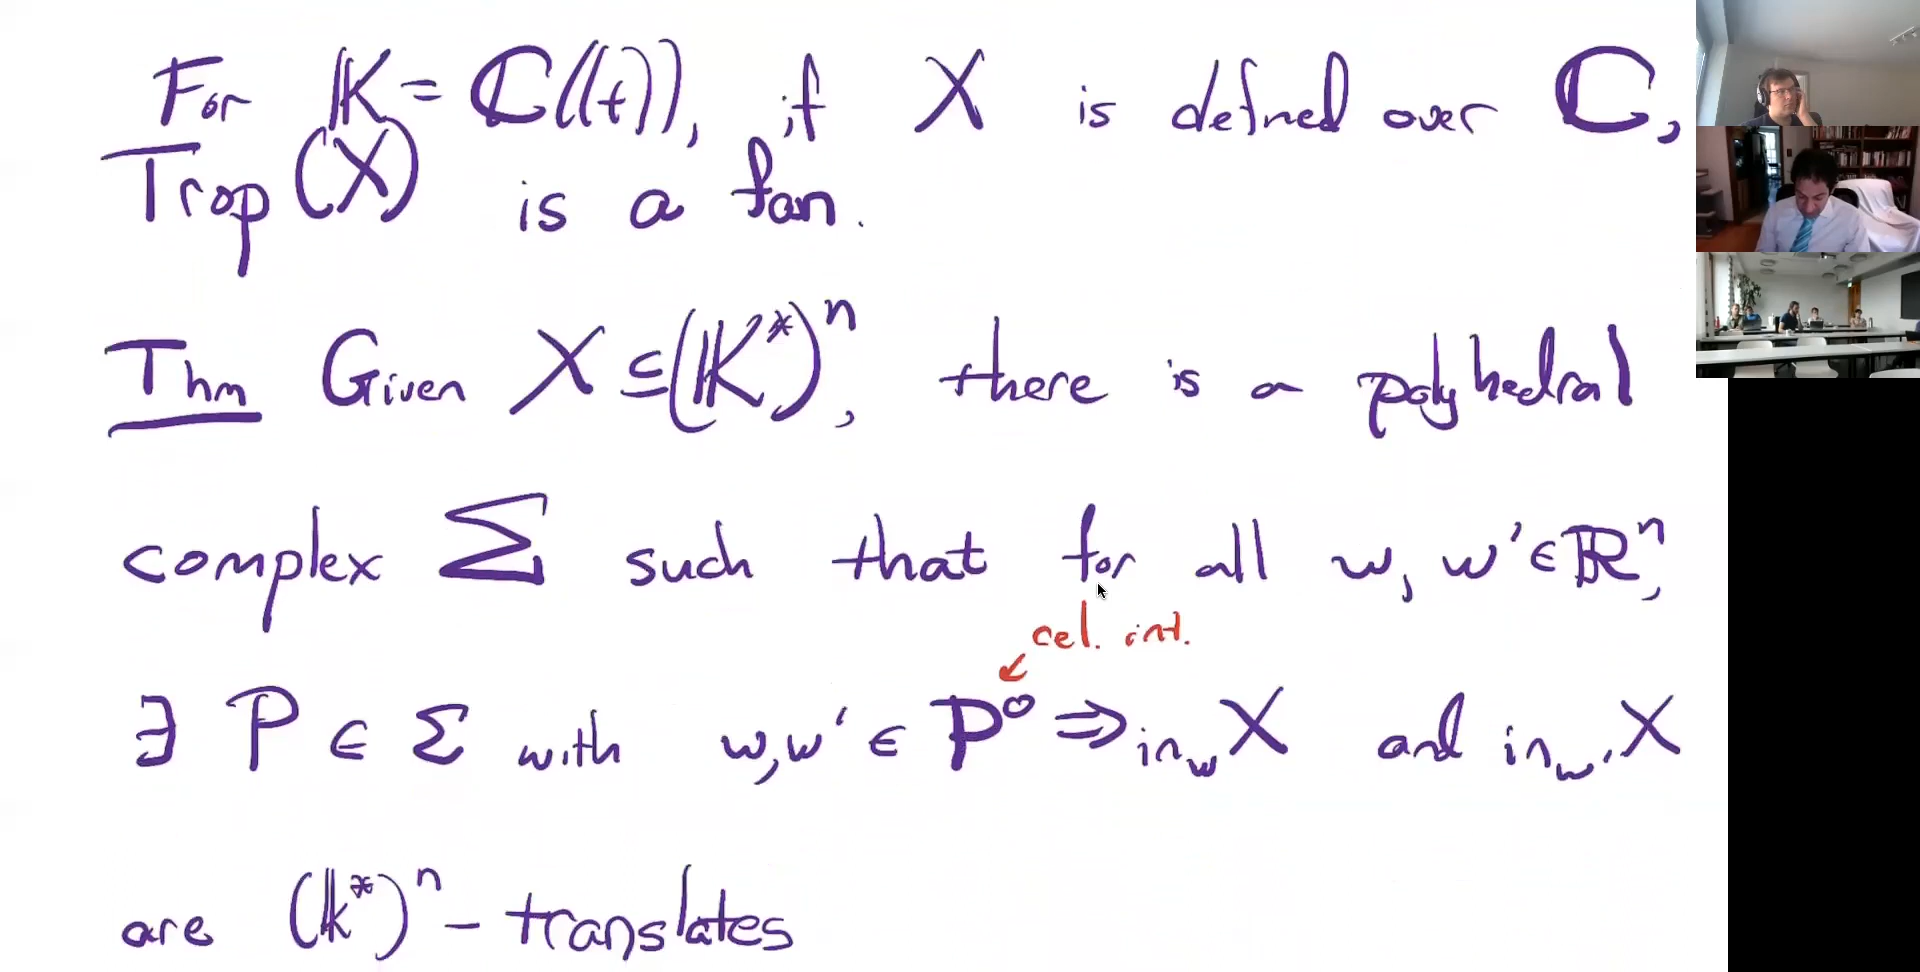 For 𝕂 = ℂ((t)), if X is defined over ℂ,
Trop(X) is a fan.
Thm Given X ⊆ (𝕂*)ⁿ, there is a polyhedral
complex Σ such that for all w, w' ∈ ℝⁿ,
rel. int.
∃ P ∈ Σ with w, w' ∈ P° ⇒ in_w X and in_w' X
are (𝕜*)ⁿ - translates